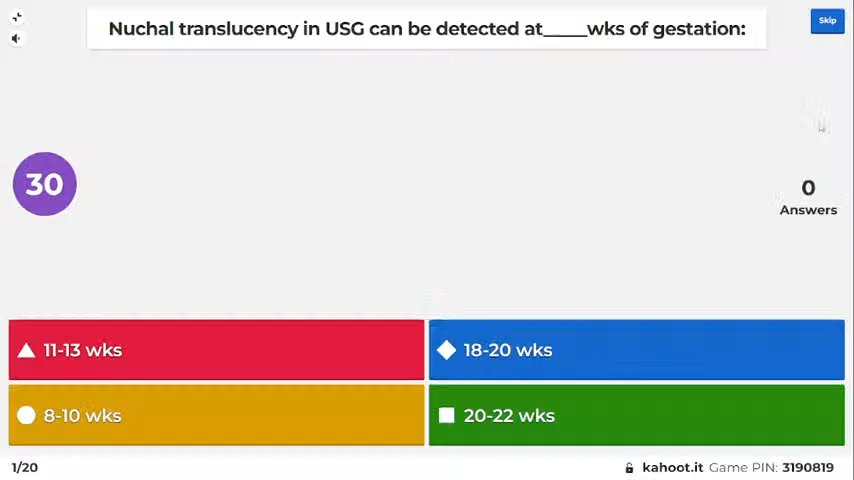 Nuchal translucency in USG can be detected at_____wks of gestation:
Skip
30
0
Answers
11-13 wks
18-20 wks
8-10 wks
20-22 wks
1/20
kahoot.it Game PIN: 3190819